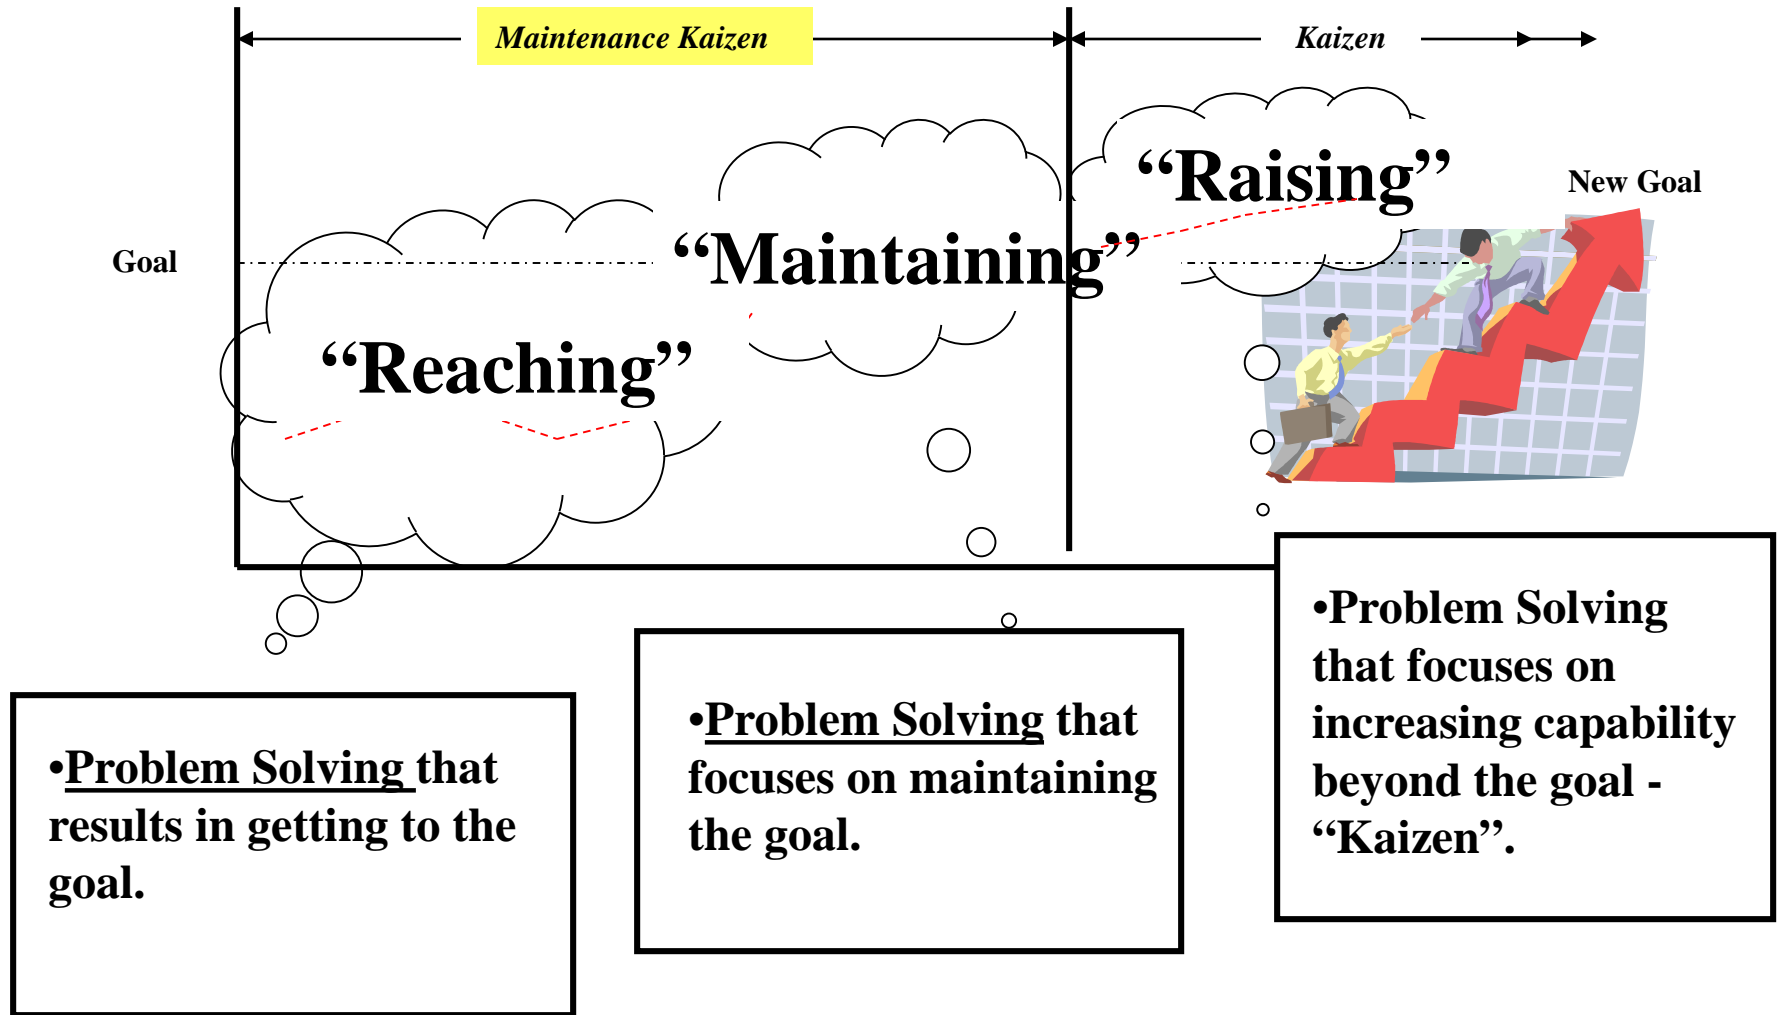 Maintenance Kaizen
Kaizen
“Raising”
New Goal
Goal
“Maintaining”
“Reaching”
•Problem Solving that
results in getting to the
goal.
•Problem Solving that
focuses on maintaining
the goal.
•Problem Solving
that focuses on
increasing capability
beyond the goal -
“Kaizen”.